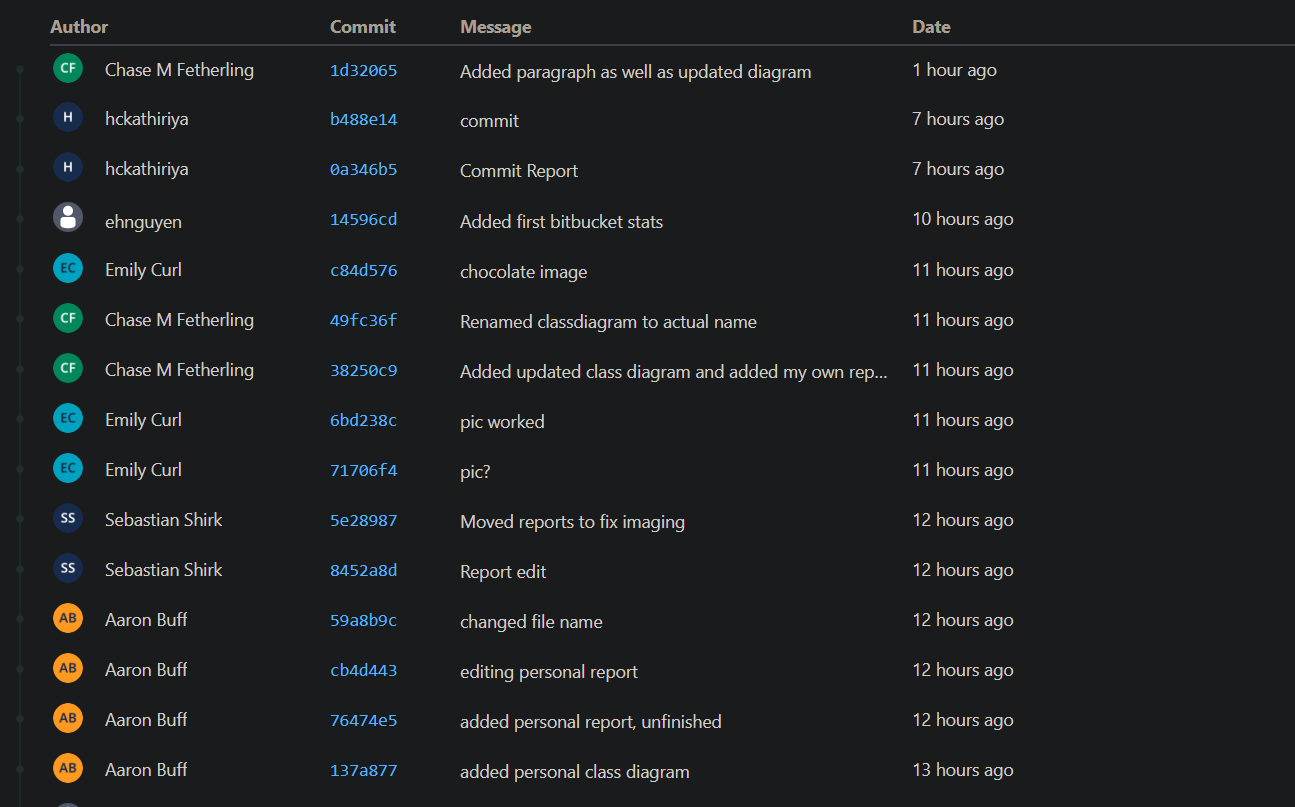 Author Commit Message Date
CF Chase M Fetherling 1d32065 Added paragraph as well as updated diagram 1 hour ago
H hckathiriya b488e14 commit 7 hours ago
H hckathiriya 0a346b5 Commit Report 7 hours ago
ehnguyen 14596cd Added first bitbucket stats 10 hours ago
EC Emily Curl c84d576 chocolate image 11 hours ago
CF Chase M Fetherling 49fc36f Renamed classdiagram to actual name 11 hours ago
CF Chase M Fetherling 38250c9 Added updated class diagram and added my own rep... 11 hours ago
EC Emily Curl 6bd238c pic worked 11 hours ago
EC Emily Curl 71706f4 pic? 11 hours ago
SS Sebastian Shirk 5e28987 Moved reports to fix imaging 12 hours ago
SS Sebastian Shirk 8452a8d Report edit 12 hours ago
AB Aaron Buff 59a8b9c changed file name 12 hours ago
AB Aaron Buff cb4d443 editing personal report 12 hours ago
AB Aaron Buff 76474e5 added personal report, unfinished 12 hours ago
AB Aaron Buff 137a877 added personal class diagram 13 hours ago